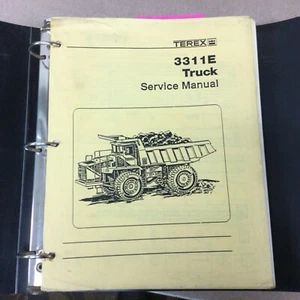 TEREX
3311E
Truck
Service Manual